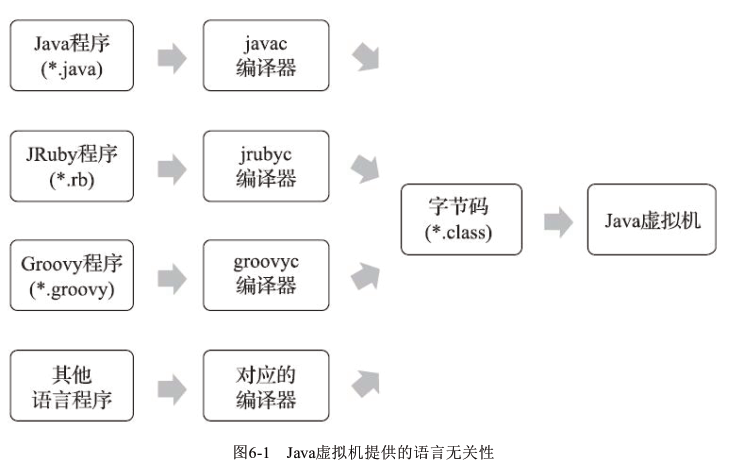 Java程序
(*.java)
javac
编译器
JRuby程序
(*.rb)
jrubyc
编译器
字节码
(*.class)
Java虚拟机
Groovy程序
(*.groovy)
groovyc
编译器
其他
语言程序
对应的
编译器
图6-1 Java虚拟机提供的语言无关性